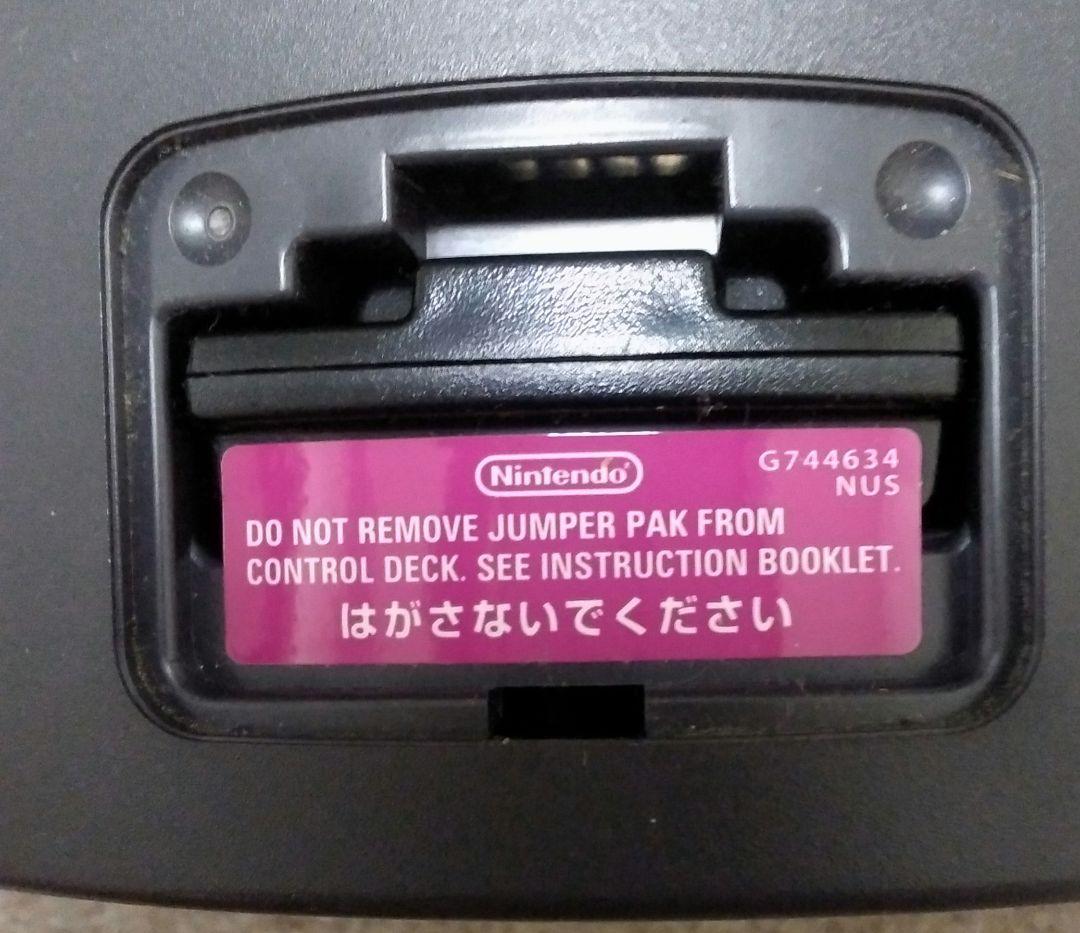 Nintendo
G744634
NUS
DO NOT REMOVE JUMPER PAK FROM
CONTROL DECK. SEE INSTRUCTION BOOKLET.
はがさないでください